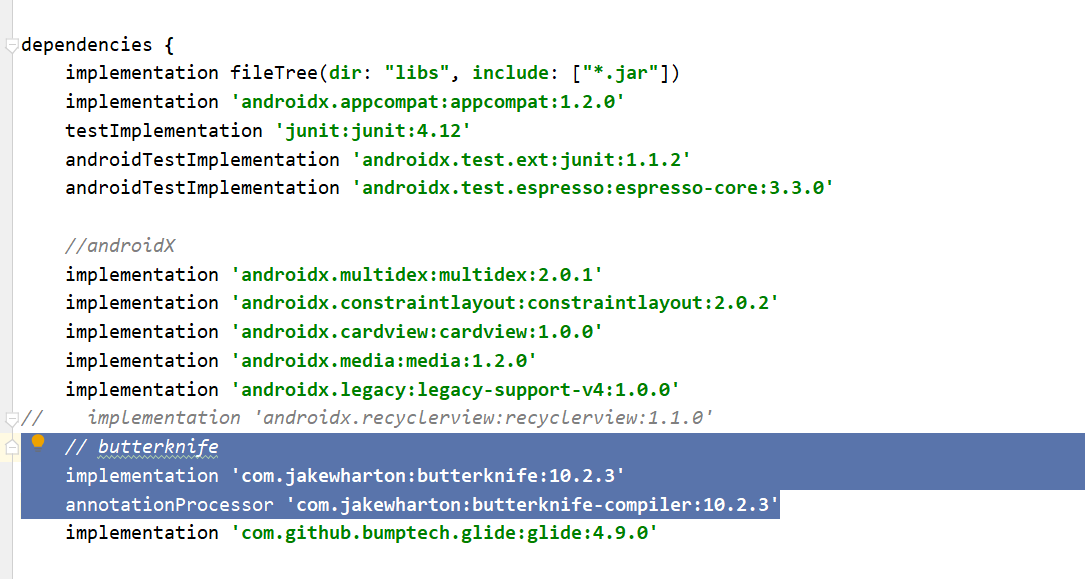 dependencies {
    implementation fileTree(dir: "libs", include: ["*.jar"])
    implementation 'androidx.appcompat:appcompat:1.2.0'
    testImplementation 'junit:junit:4.12'
    androidTestImplementation 'androidx.test.ext:junit:1.1.2'
    androidTestImplementation 'androidx.test.espresso:espresso-core:3.3.0'
    //androidX
    implementation 'androidx.multidex:multidex:2.0.1'
    implementation 'androidx.constraintlayout:constraintlayout:2.0.2'
    implementation 'androidx.cardview:cardview:1.0.0'
    implementation 'androidx.media:media:1.2.0'
    implementation 'androidx.legacy:legacy-support-v4:1.0.0'
//    implementation 'androidx.recyclerview:recyclerview:1.1.0'
    // butterknife
    implementation 'com.jakewharton:butterknife:10.2.3'
    annotationProcessor 'com.jakewharton:butterknife-compiler:10.2.3'
    implementation 'com.github.bumptech.glide:glide:4.9.0'